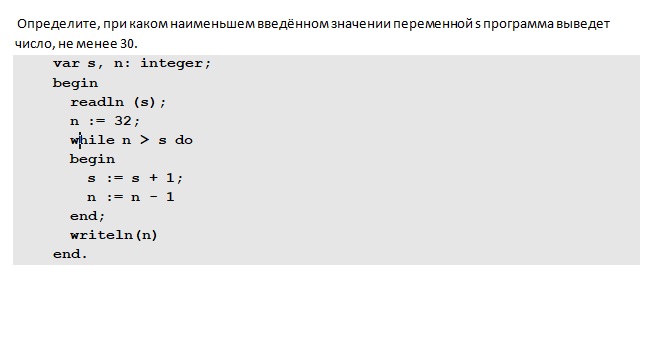 Определите, при каком наименьшем введённом значении переменной s программа выведет
число, не менее 30.
var s, n: integer;
begin
readln (s);
n := 32;
while n > s do
begin
s := s + 1;
n := n - 1
end;
writeln(n)
end.